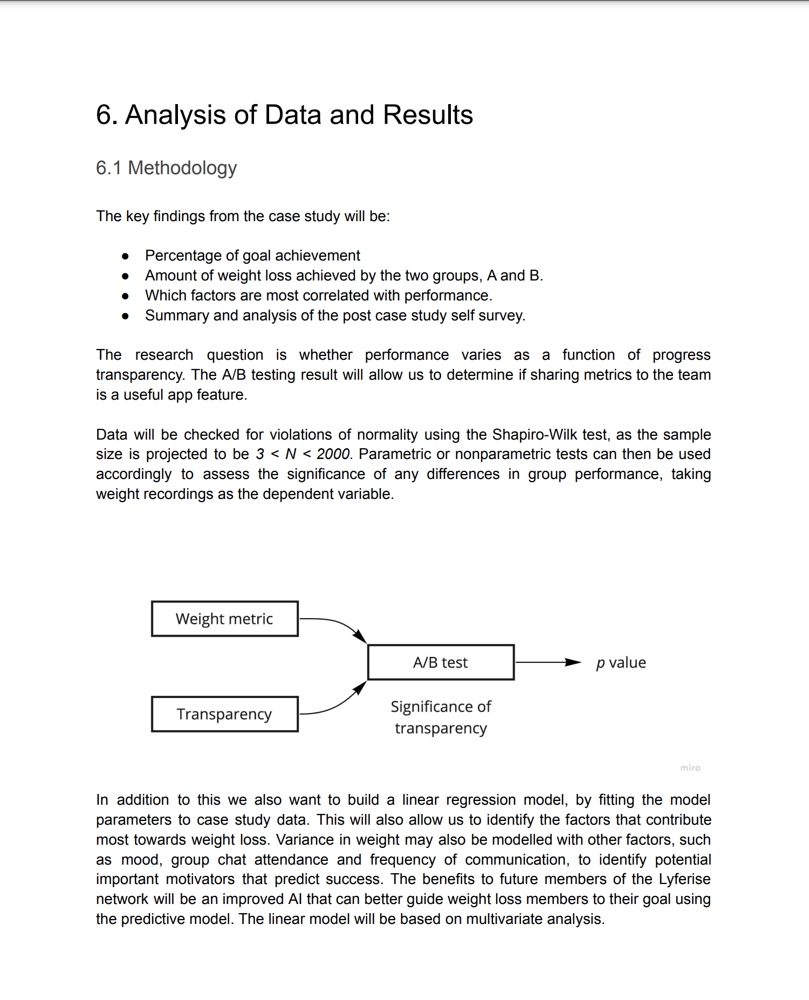 6. Analysis of Data and Results
6.1 Methodology
The key findings from the case study will be:
● Percentage of goal achievement
● Amount of weight loss achieved by the two groups, A and B.
● Which factors are most correlated with performance.
● Summary and analysis of the post case study self survey.
The research question is whether performance varies as a function of progress
transparency. The A/B testing result will allow us to determine if sharing metrics to the team
is a useful app feature.
Data will be checked for violations of normality using the Shapiro-Wilk test, as the sample
size is projected to be 3 < N < 2000. Parametric or nonparametric tests can then be used
accordingly to assess the significance of any differences in group performance, taking
weight recordings as the dependent variable.
Weight metric
A/B test
p value
Transparency
Significance of
transparency
miro
In addition to this we also want to build a linear regression model, by fitting the model
parameters to case study data. This will also allow us to identify the factors that contribute
most towards weight loss. Variance in weight may also be modelled with other factors, such
as mood, group chat attendance and frequency of communication, to identify potential
important motivators that predict success. The benefits to future members of the Lyferise
network will be an improved AI that can better guide weight loss members to their goal using
the predictive model. The linear model will be based on multivariate analysis.